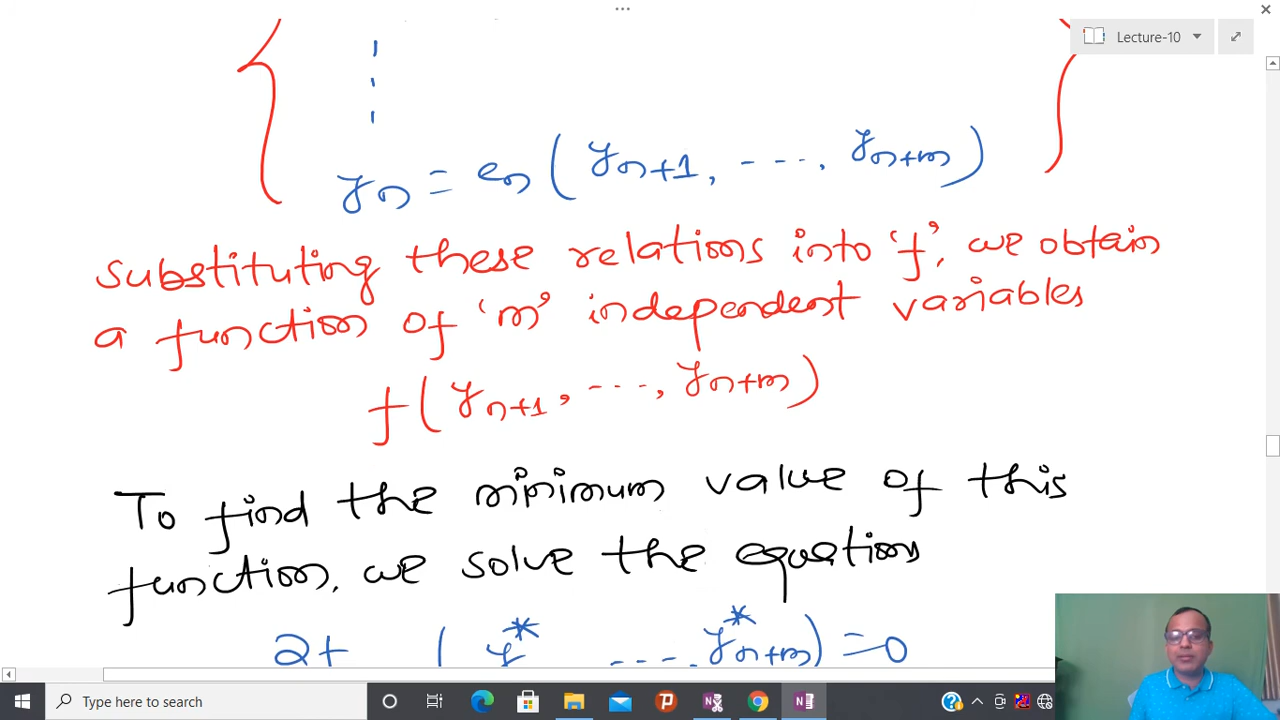 Lecture-10
yn = en (yn+1, ---., yn+m)
substituting these relations into 'f', we obtain
a function of 'm' independent variables
f(yn+1, ---., yn+m)
To find the minimum value of this
function, we solve the equation
y* ---., y*n+m) = 0
Type here to search